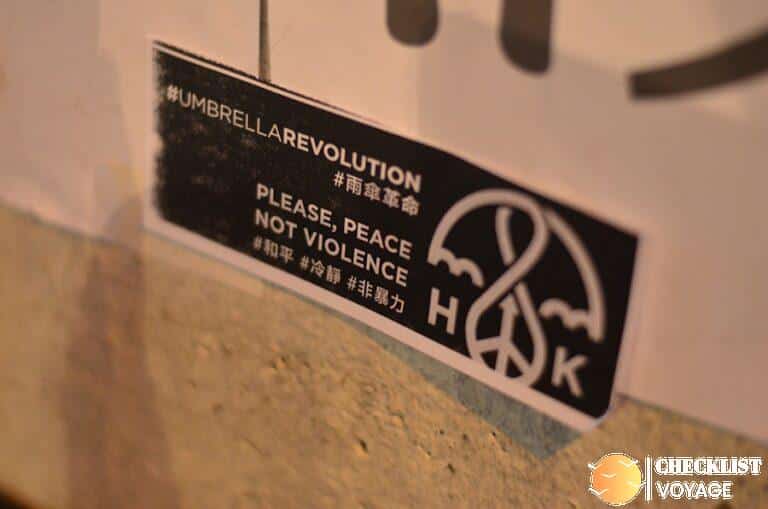 #UMBRELLAREVOLUTION
#雨傘革命
PLEASE, PEACE
NOT VIOLENCE
#和平 #冷靜 #非暴力
H K
CHECKLIST
VOYAGE